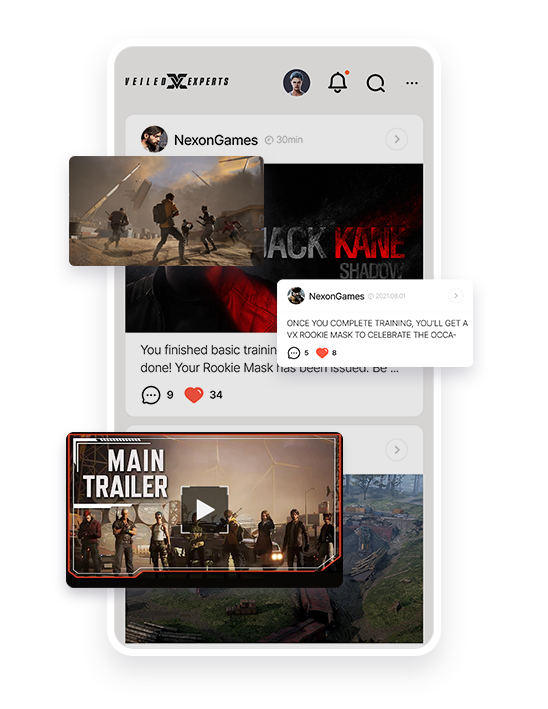 VEILED EXPERTS
NexonGames 30min
JACK KANE
SHADOW
NexonGames 2021.08.01
ONCE YOU COMPLETE TRAINING, YOU'LL GET A
VX ROOKIE MASK TO CELEBRATE THE OCCA-
5 8
You finished basic trainin
done! Your Rookie Mask has been issued. Be ...
9 34
MAIN
TRAILER